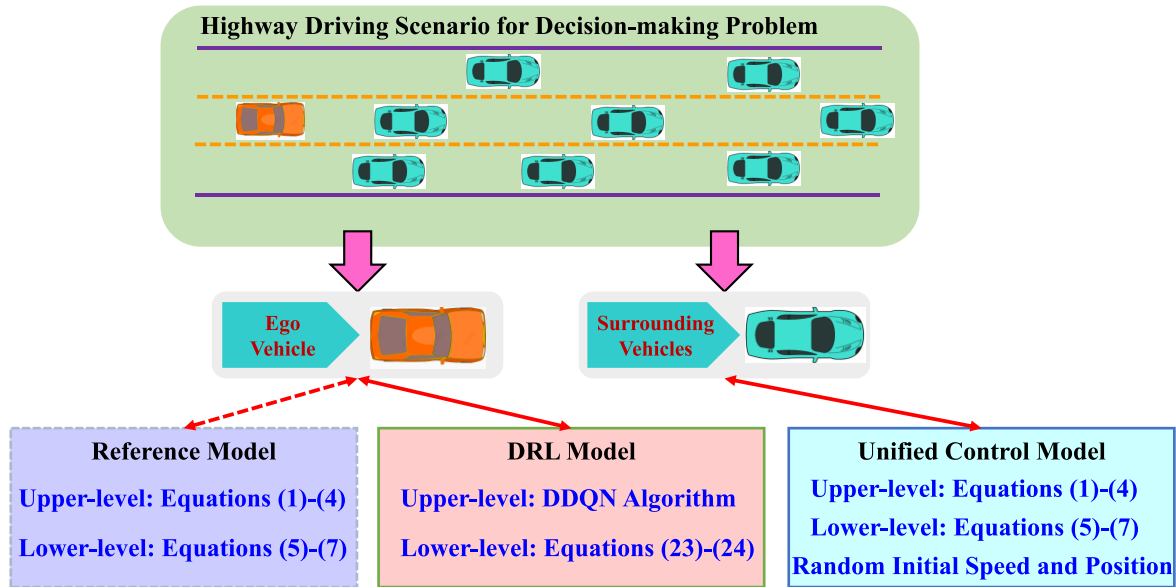 Highway Driving Scenario for Decision-making Problem
Ego
Vehicle
Surrounding
Vehicles
Reference Model
Upper-level: Equations (1)-(4)
Lower-level: Equations (5)-(7)
DRL Model
Upper-level: DDQN Algorithm
Lower-level: Equations (23)-(24)
Unified Control Model
Upper-level: Equations (1)-(4)
Lower-level: Equations (5)-(7)
Random Initial Speed and Position